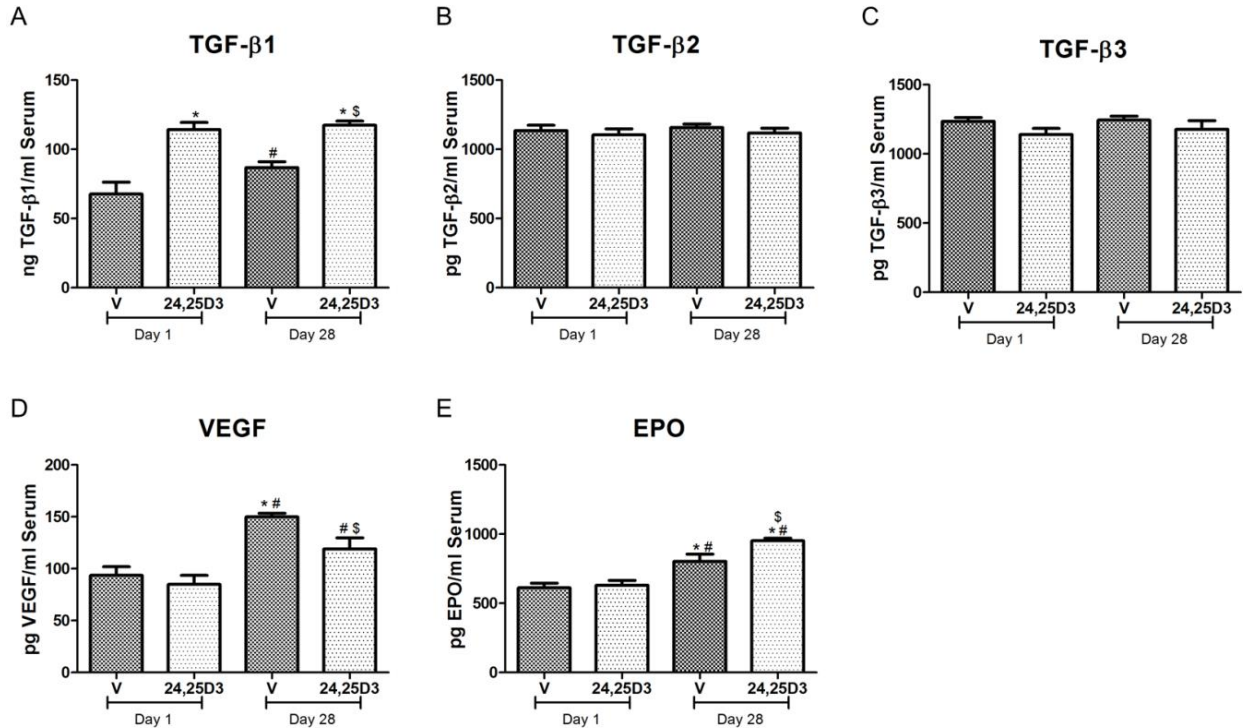 A
TGF-β1
ng TGF-β1/ml Serum
150
100
50
0
*
#
* $
V
24,25D3
V
24,25D3
Day 1
Day 28
B
TGF-β2
pg TGF-β2/ml Serum
1500
1000
500
0
V
24,25D3
V
24,25D3
Day 1
Day 28
C
TGF-β3
pg TGF-β3/ml Serum
1500
1000
500
0
V
24,25D3
V
24,25D3
Day 1
Day 28
D
VEGF
pg VEGF/ml Serum
200
150
100
50
0
* #
# $
V
24,25D3
V
24,25D3
Day 1
Day 28
E
EPO
pg EPO/ml Serum
1500
1000
500
0
* #
$
* #
V
24,25D3
V
24,25D3
Day 1
Day 28